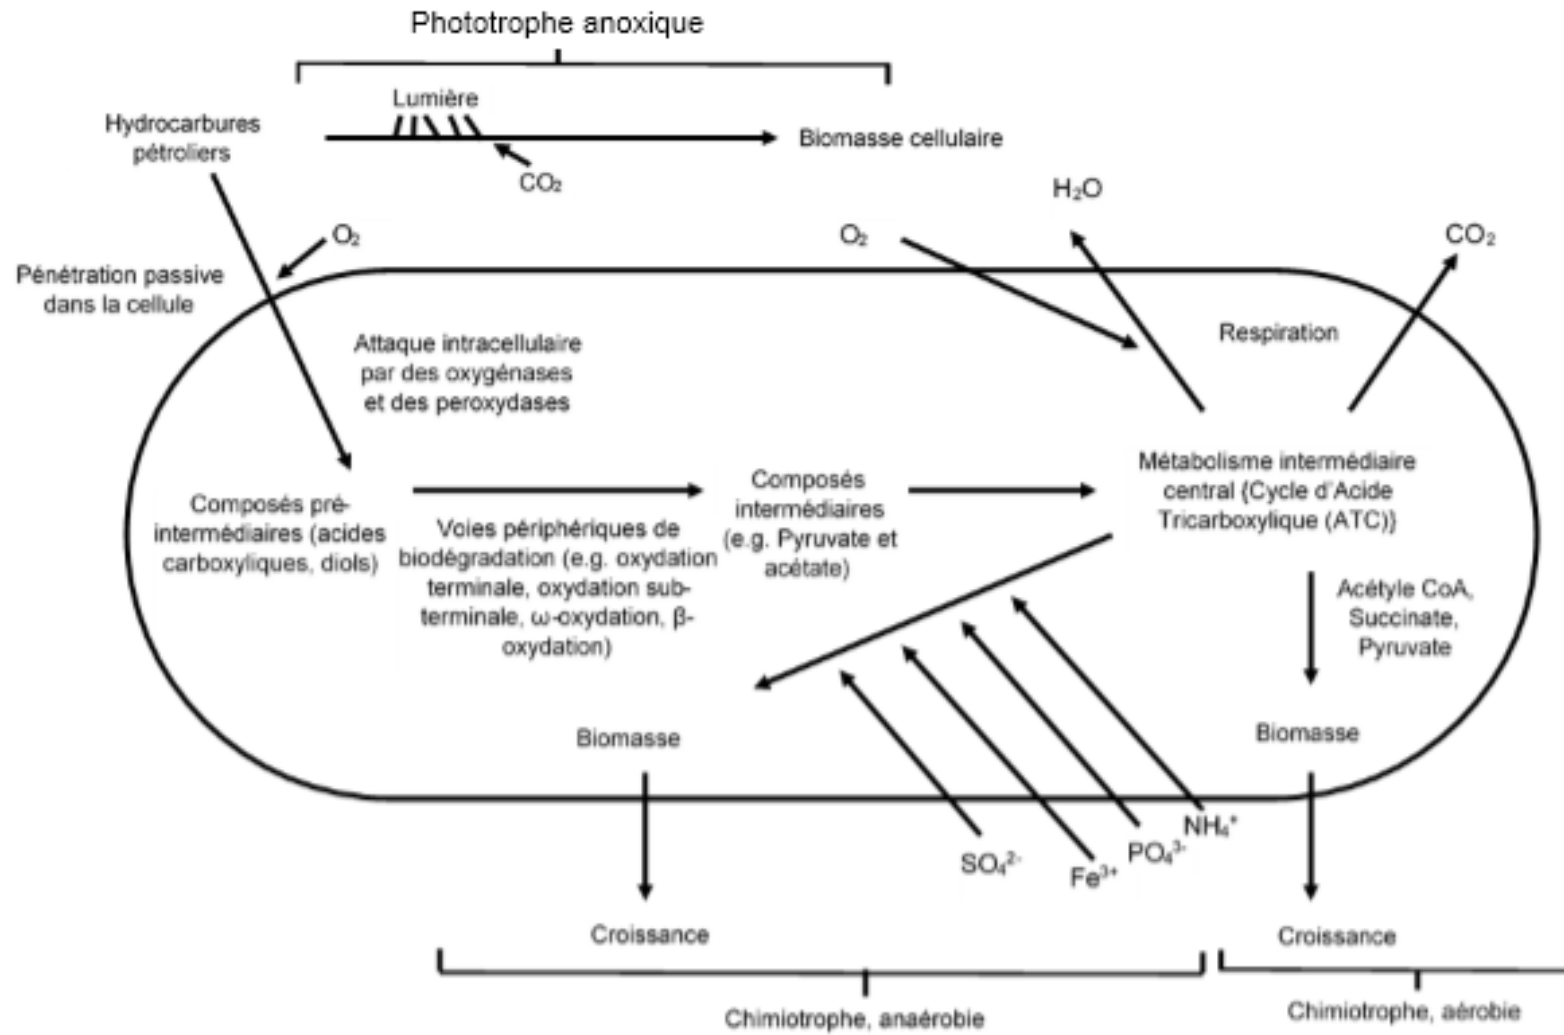 Phototrophe anoxique
Lumière
Hydrocarbures
pétroliers
Biomasse cellulaire
CO₂
H₂O
O₂
O₂
CO₂
Pénétration passive
dans la cellule
Respiration
Attaque intracellulaire
par des oxygénases
et des peroxydases
Métabolisme intermédiaire
central {Cycle d'Acide
Tricarboxylique (ATC)}
Composés pré-
intermédiaires (acides
carboxyliques, diols)
Voies périphériques de
biodégradation (e.g. oxydation
terminale, oxydation sub-
terminale, ω-oxydation, β-
oxydation)
Composés
intermédiaires
(e.g. Pyruvate et
acétate)
Acétyle CoA,
Succinate,
Pyruvate
Biomasse
Biomasse
SO₄²⁻
Fe³⁺
PO₄³⁻
NH₄⁺
Croissance
Croissance
Chimiotrophe, anaérobie
Chimiotrophe, aérobie